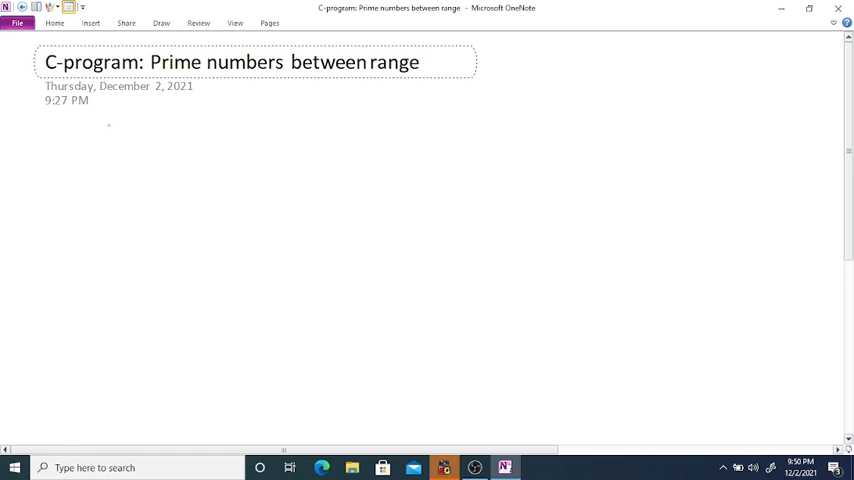 C-program: Prime numbers between range - Microsoft OneNote
File Home Insert Share Draw Review View Pages
C-program: Prime numbers between range
Thursday, December 2, 2021
9:27 PM
Type here to search
9:50 PM
12/2/2021
3